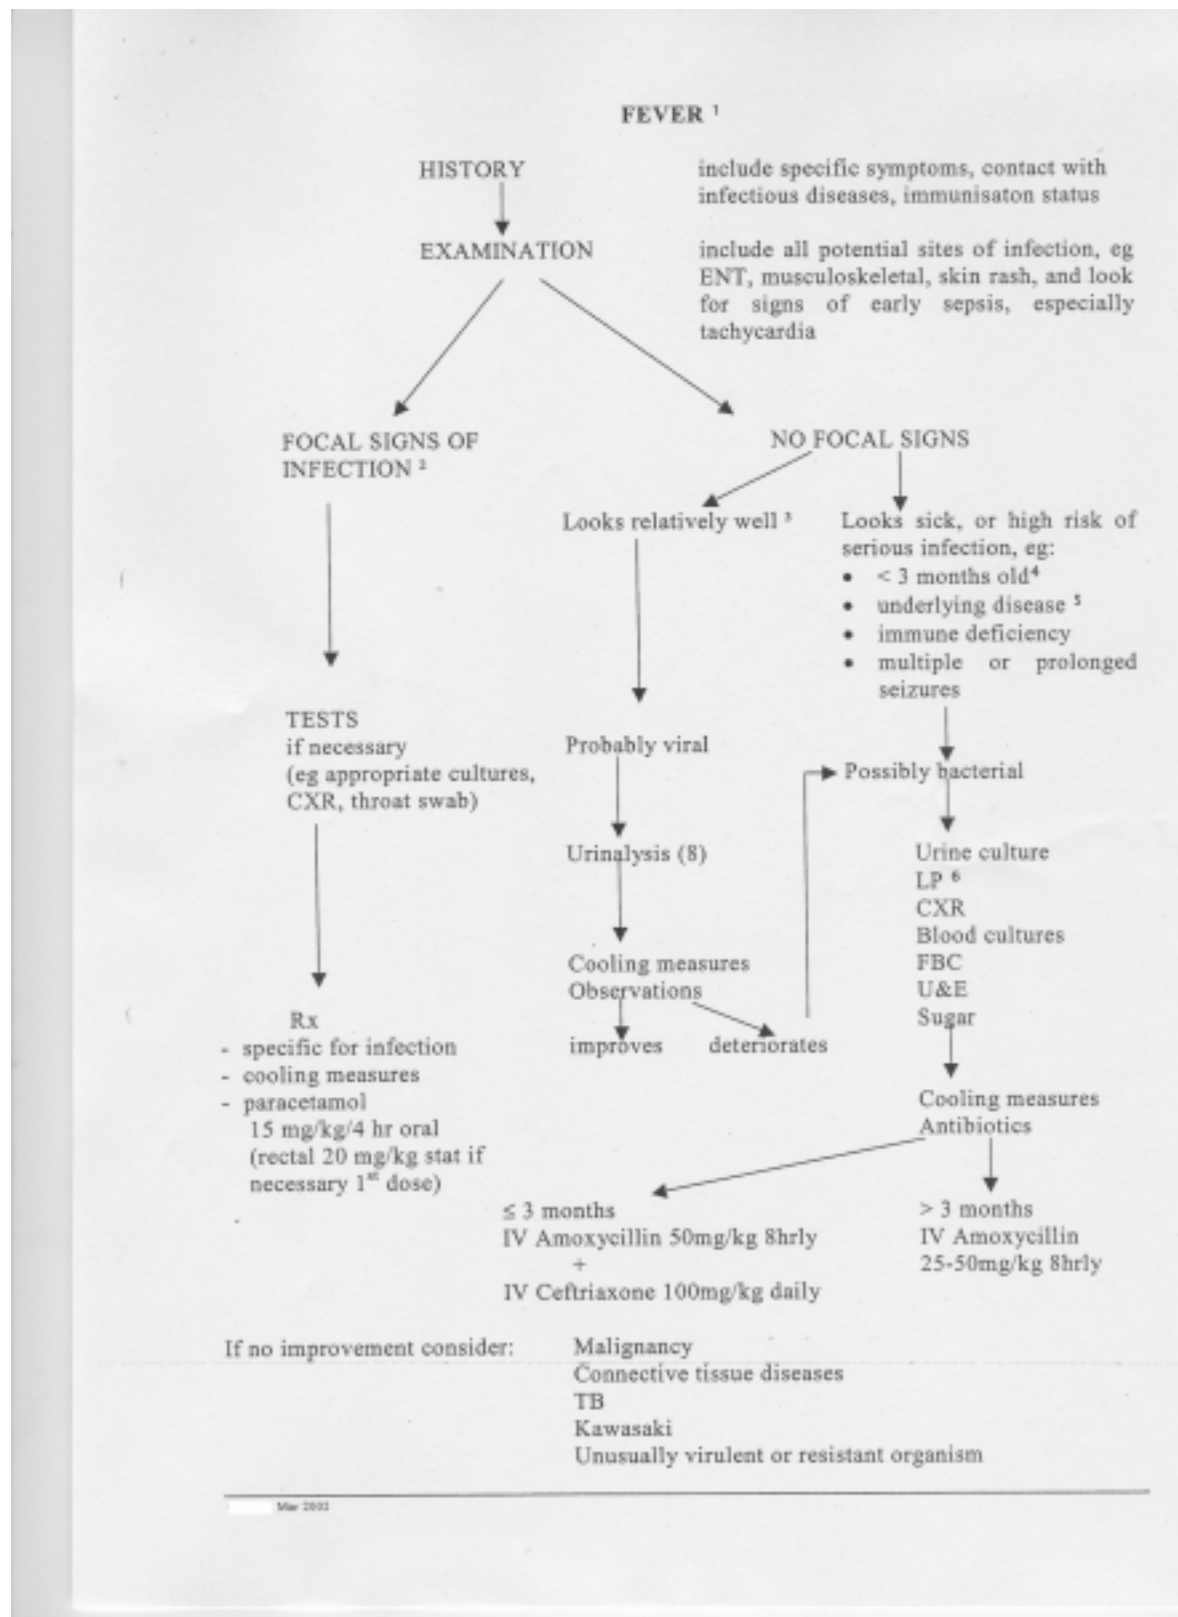 FEVER ¹
HISTORY
include specific symptoms, contact with
infectious diseases, immunisaton status
EXAMINATION
include all potential sites of infection, eg
ENT, musculoskeletal, skin rash, and look
for signs of early sepsis, especially
tachycardia
FOCAL SIGNS OF
INFECTION ²
NO FOCAL SIGNS
Looks relatively well ³
Looks sick, or high risk of
serious infection, eg:
• < 3 months old⁴
• underlying disease ⁵
• immune deficiency
• multiple or prolonged
seizures
TESTS
if necessary
(eg appropriate cultures,
CXR, throat swab)
Probably viral
Possibly bacterial
Urinalysis (8)
Urine culture
LP ⁶
CXR
Blood cultures
FBC
U&E
Sugar
Cooling measures
Observations
improves
deteriorates
Rx
- specific for infection
- cooling measures
- paracetamol
15 mg/kg/4 hr oral
(rectal 20 mg/kg stat if
necessary 1st dose)
Cooling measures
Antibiotics
≤ 3 months
IV Amoxycillin 50mg/kg 8hrly
+
IV Ceftriaxone 100mg/kg daily
> 3 months
IV Amoxycillin
25-50mg/kg 8hrly
If no improvement consider:
Malignancy
Connective tissue diseases
TB
Kawasaki
Unusually virulent or resistant organism
Mar 2002